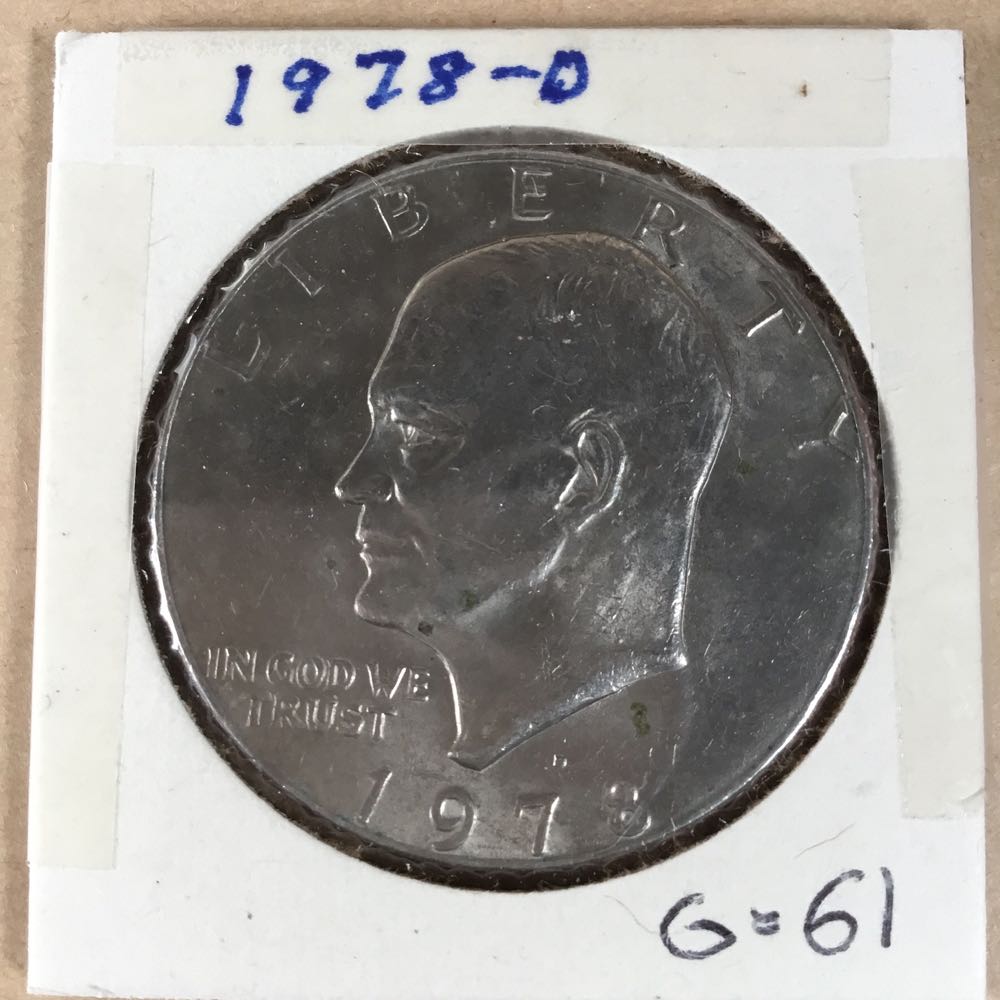 1978-D
LIBERTY
IN GOD WE
TRUST
D
1978
G=61